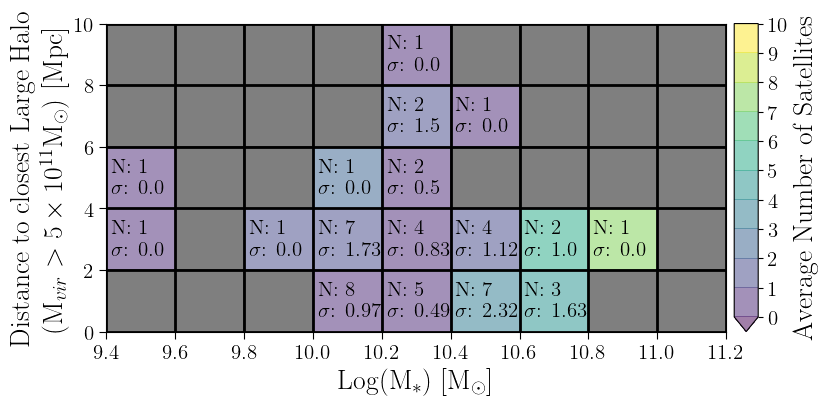 Distance to closest Large Halo
(M_vir > 5 × 10^11 M_⊙) [Mpc]
10
8
6
4
2
0
N: 1
σ: 0.0
N: 2
σ: 1.5
N: 1
σ: 0.0
N: 1
σ: 0.0
N: 1
σ: 0.0
N: 2
σ: 0.5
N: 1
σ: 0.0
N: 1
σ: 0.0
N: 7
σ: 1.73
N: 4
σ: 0.83
N: 4
σ: 1.12
N: 2
σ: 1.0
N: 1
σ: 0.0
N: 8
σ: 0.97
N: 5
σ: 0.49
N: 7
σ: 2.32
N: 3
σ: 1.63
9.4 9.6 9.8 10.0 10.2 10.4 10.6 10.8 11.0 11.2
Log(M_*) [M_⊙]
10
9
8
7
6
5
4
3
2
1
0
Average Number of Satellites